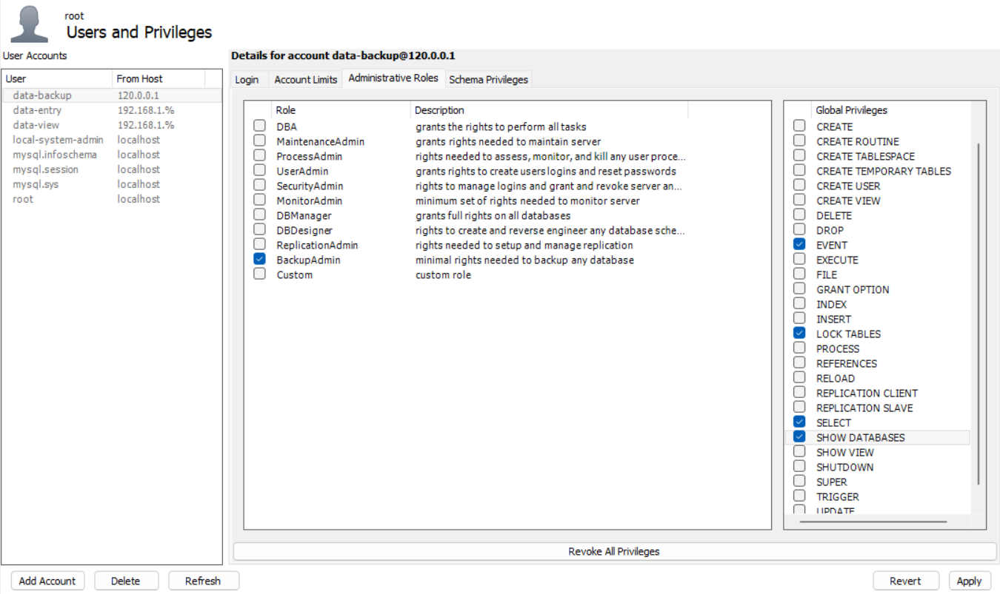 root
Users and Privileges
User Accounts
User From Host
data-backup 120.0.0.1
data-entry 192.168.1.%
data-view 192.168.1.%
local-system-admin localhost
mysql.infoschema localhost
mysql.session localhost
mysql.sys localhost
root localhost
Add Account Delete Refresh
Details for account data-backup@120.0.0.1
Login Account Limits Administrative Roles Schema Privileges
Role Description
DBA grants the rights to perform all tasks
MaintenanceAdmin grants rights needed to maintain server
ProcessAdmin rights needed to assess, monitor, and kill any user proce...
UserAdmin grants rights to create users logins and reset passwords
SecurityAdmin rights to manage logins and grant and revoke server an...
MonitorAdmin minimum set of rights needed to monitor server
DBManager grants full rights on all databases
DBDesigner rights to create and reverse engineer any database sche...
ReplicationAdmin rights needed to setup and manage replication
BackupAdmin minimal rights needed to backup any database
Custom custom role
Global Privileges
CREATE
CREATE ROUTINE
CREATE TABLESPACE
CREATE TEMPORARY TABLES
CREATE USER
CREATE VIEW
DELETE
DROP
EVENT
EXECUTE
FILE
GRANT OPTION
INDEX
INSERT
LOCK TABLES
PROCESS
REFERENCES
RELOAD
REPLICATION CLIENT
REPLICATION SLAVE
SELECT
SHOW DATABASES
SHOW VIEW
SHUTDOWN
SUPER
TRIGGER
UPDATE
Revoke All Privileges
Revert Apply